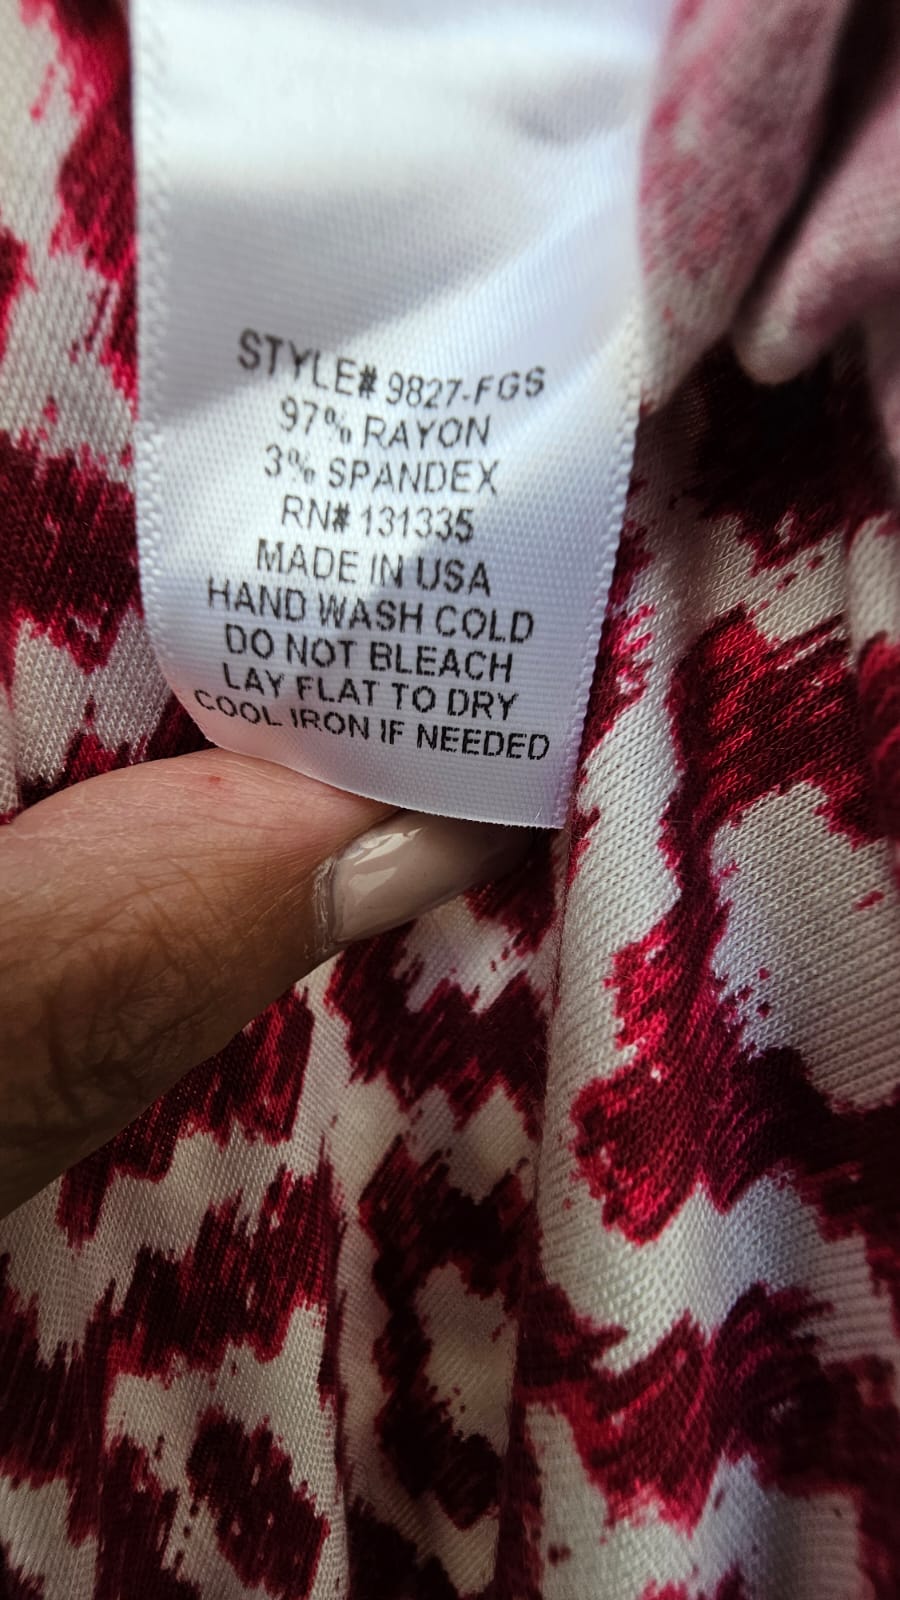 STYLE# 9827-FGS
97% RAYON
3% SPANDEX
RN# 131335
MADE IN USA
HAND WASH COLD
DO NOT BLEACH
LAY FLAT TO DRY
COOL IRON IF NEEDED